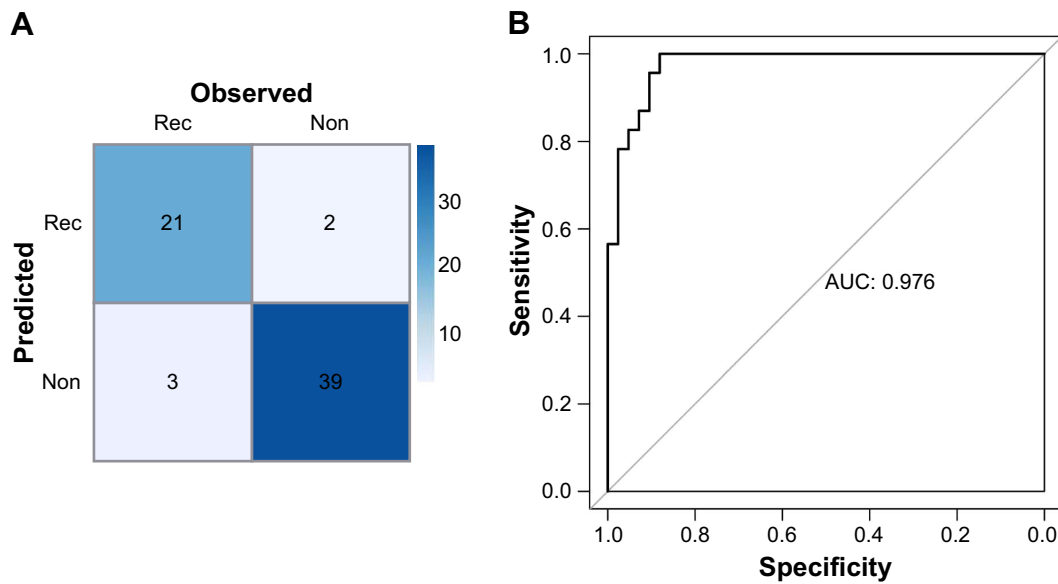 A
Observed
Rec Non
Predicted
Rec
21 2
Non
3 39
30
20
10
B
Sensitivity
1.0
0.8
0.6
0.4
0.2
0.0
AUC: 0.976
1.0 0.8 0.6 0.4 0.2 0.0
Specificity